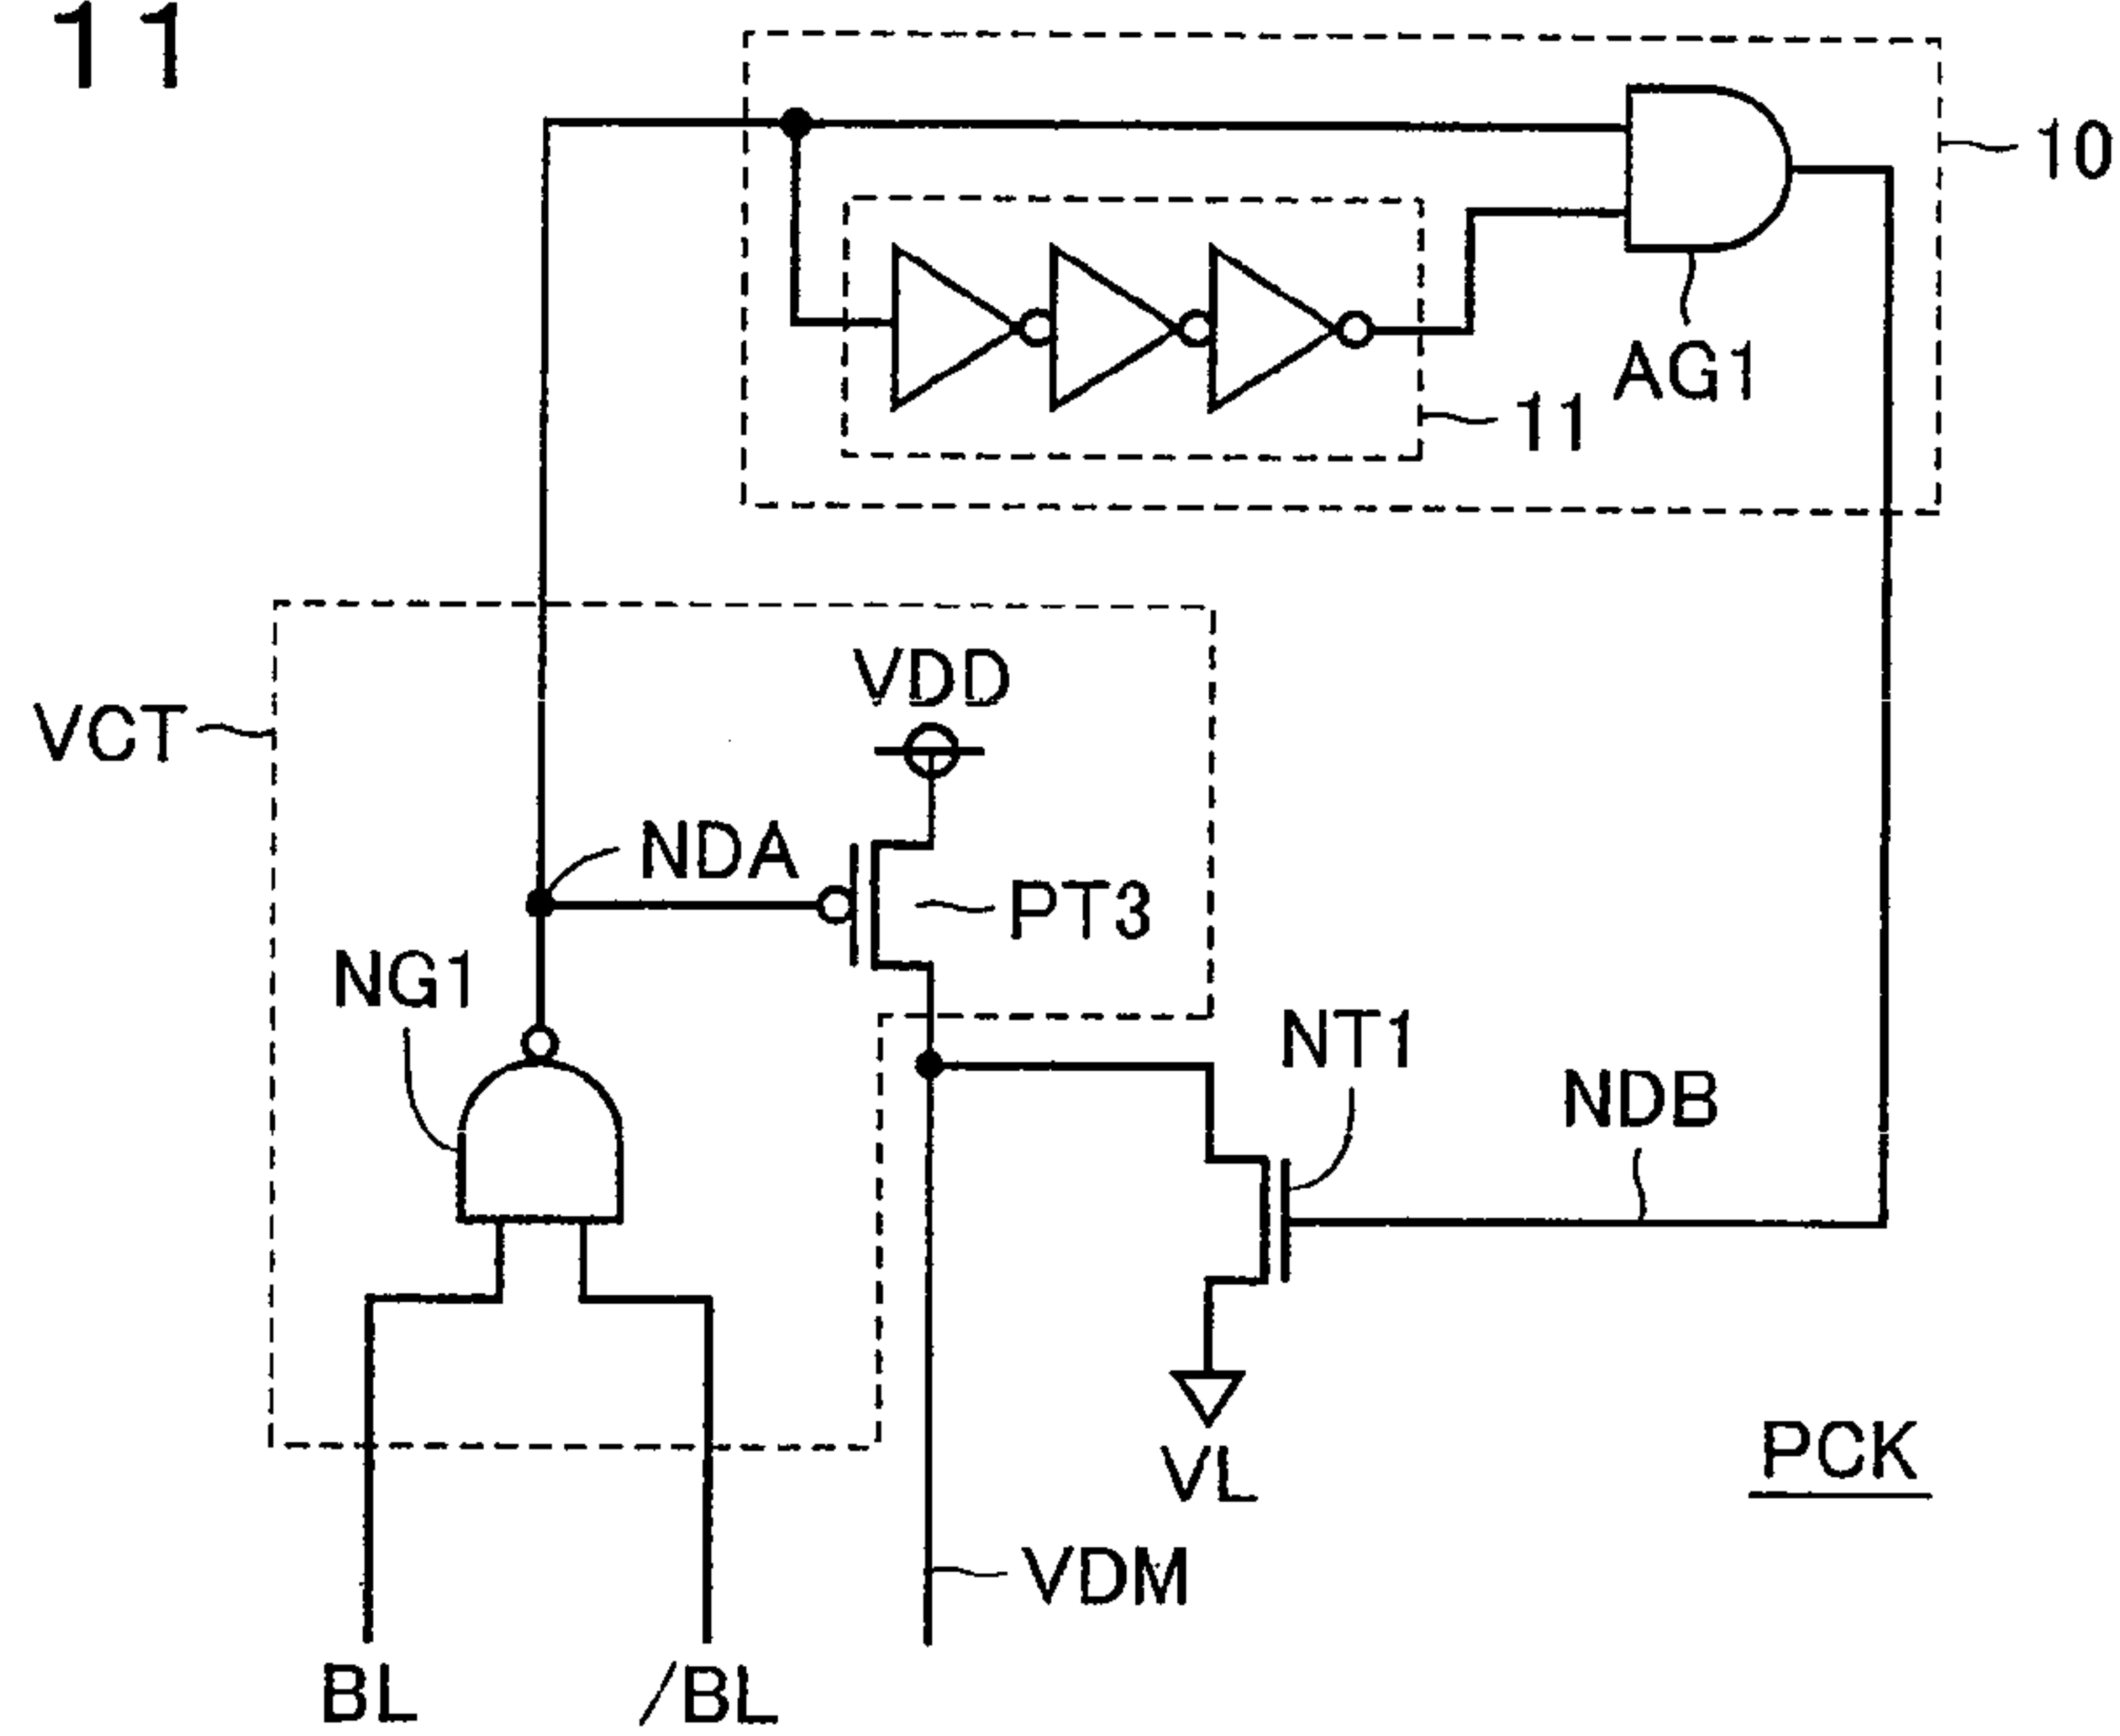 11
10
AG1
11
VDD
VCT
NDA
PT3
NG1
NT1
NDB
VL
PCK
VDM
BL
/BL